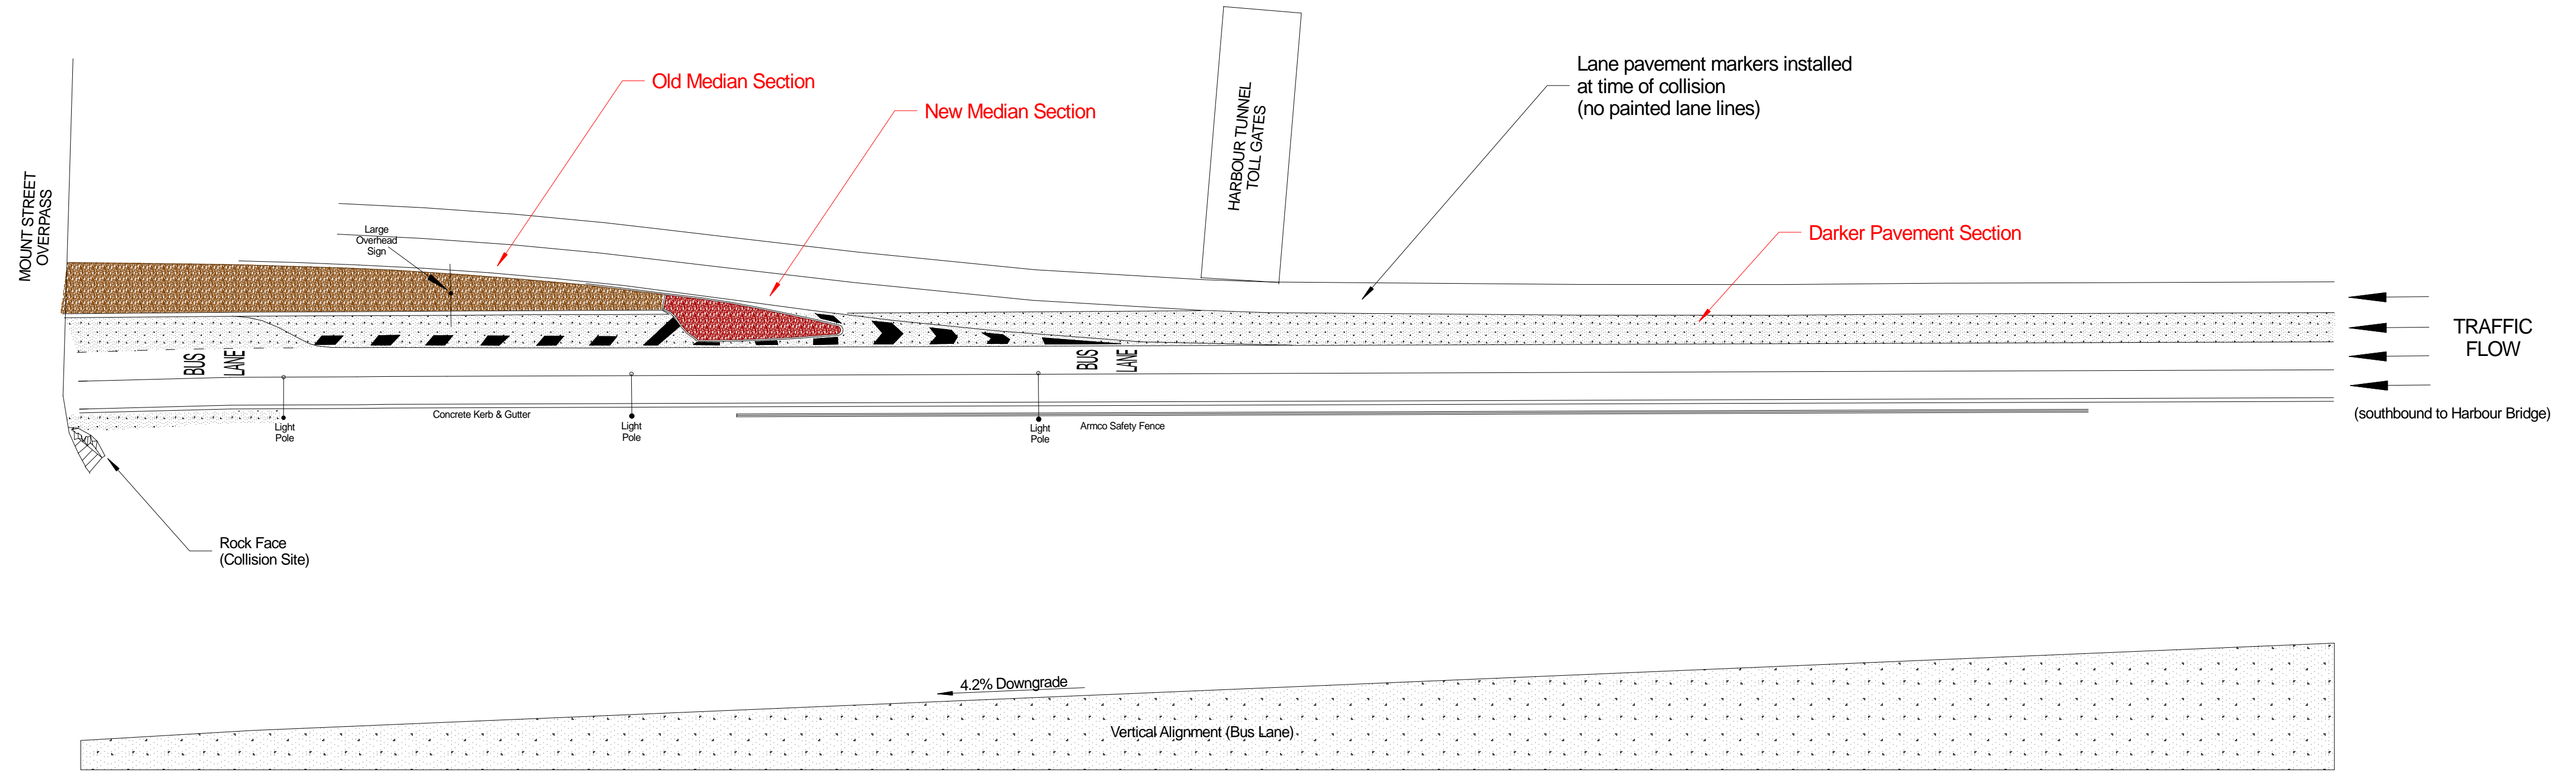 Lane pavement markers installed
at time of collision
(no painted lane lines)
Old Median Section
New Median Section
HARBOUR TUNNEL
TOLL GATES
MOUNT STREET
OVERPASS
Large
Overhead
Sign
Darker Pavement Section
TRAFFIC
FLOW
BUS
LANE
BUS
LANE
(southbound to Harbour Bridge)
Concrete Kerb & Gutter
Light
Pole
Light
Pole
Light
Pole
Armco Safety Fence
Rock Face
(Collision Site)
4.2% Downgrade
Vertical Alignment (Bus Lane)